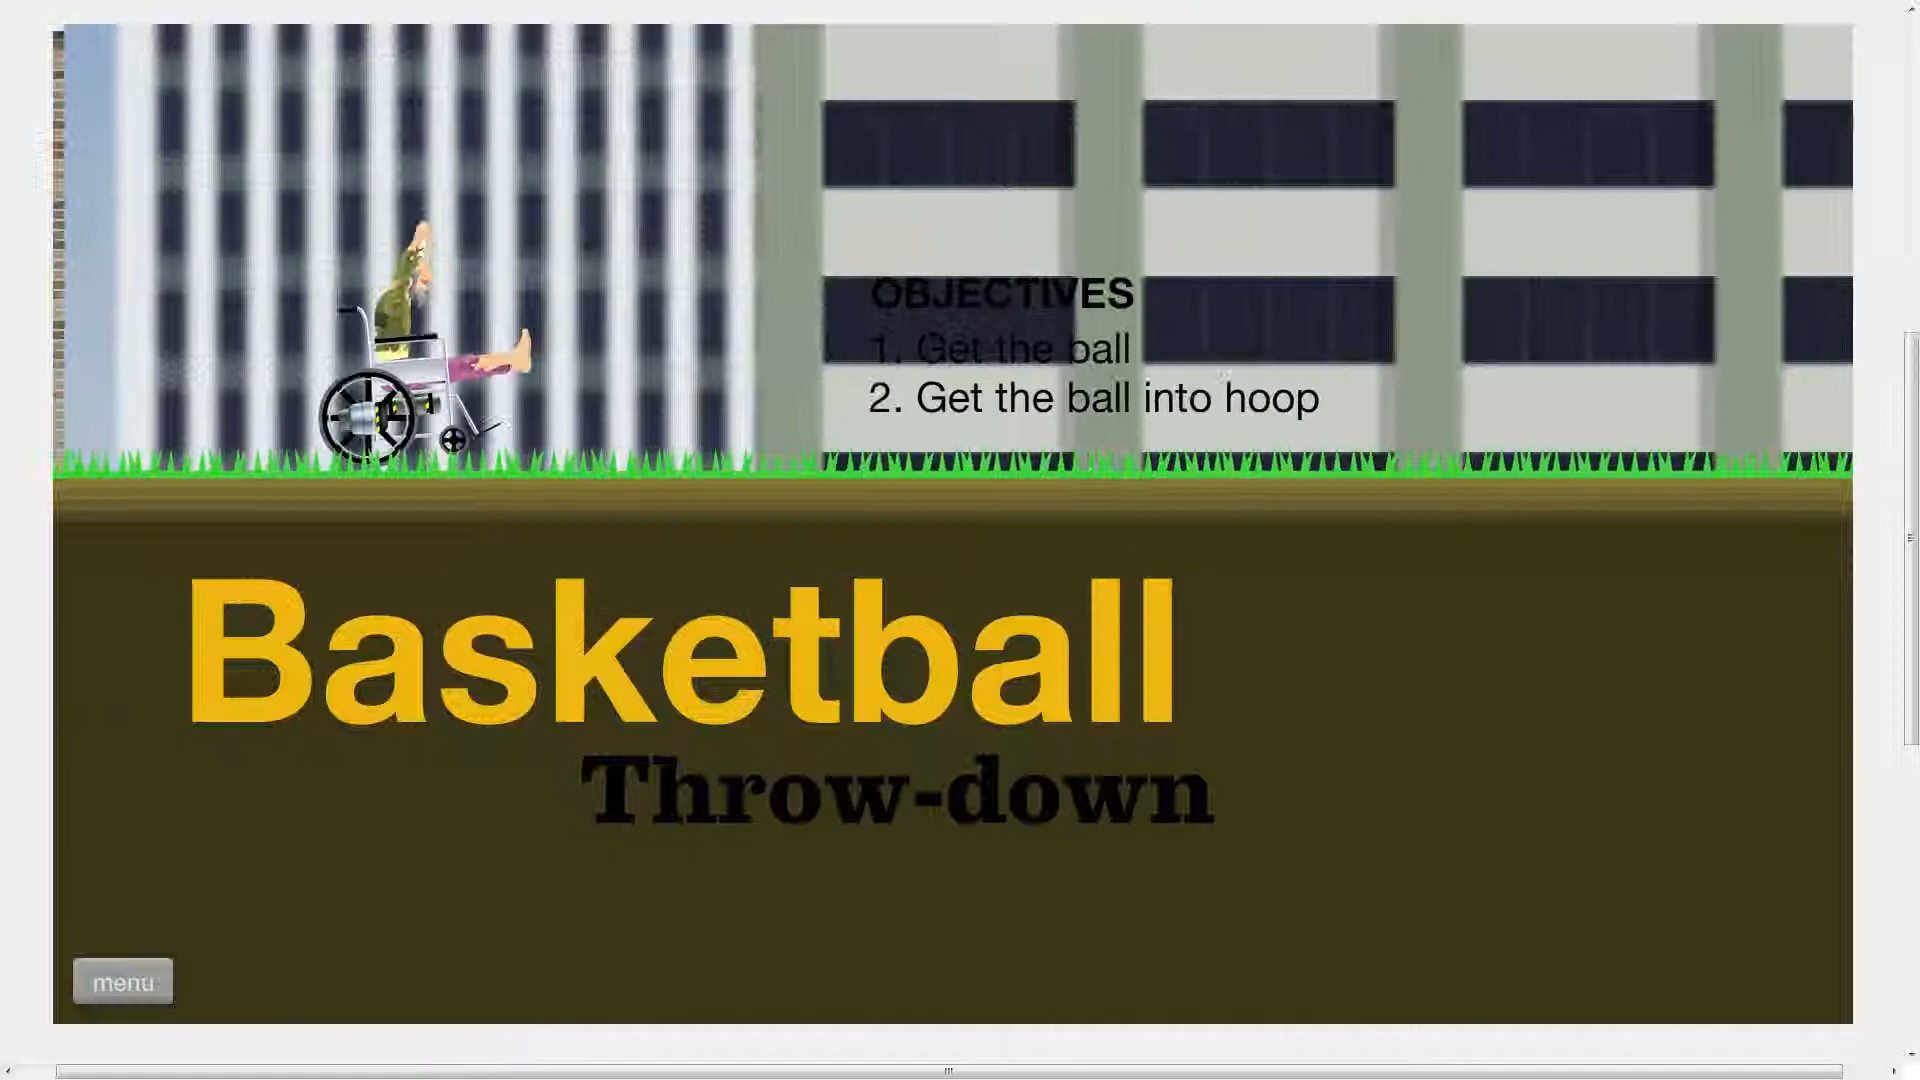 OBJECTIVES
1. Get the ball
2. Get the ball into hoop
Basketball
Throw-down
menu